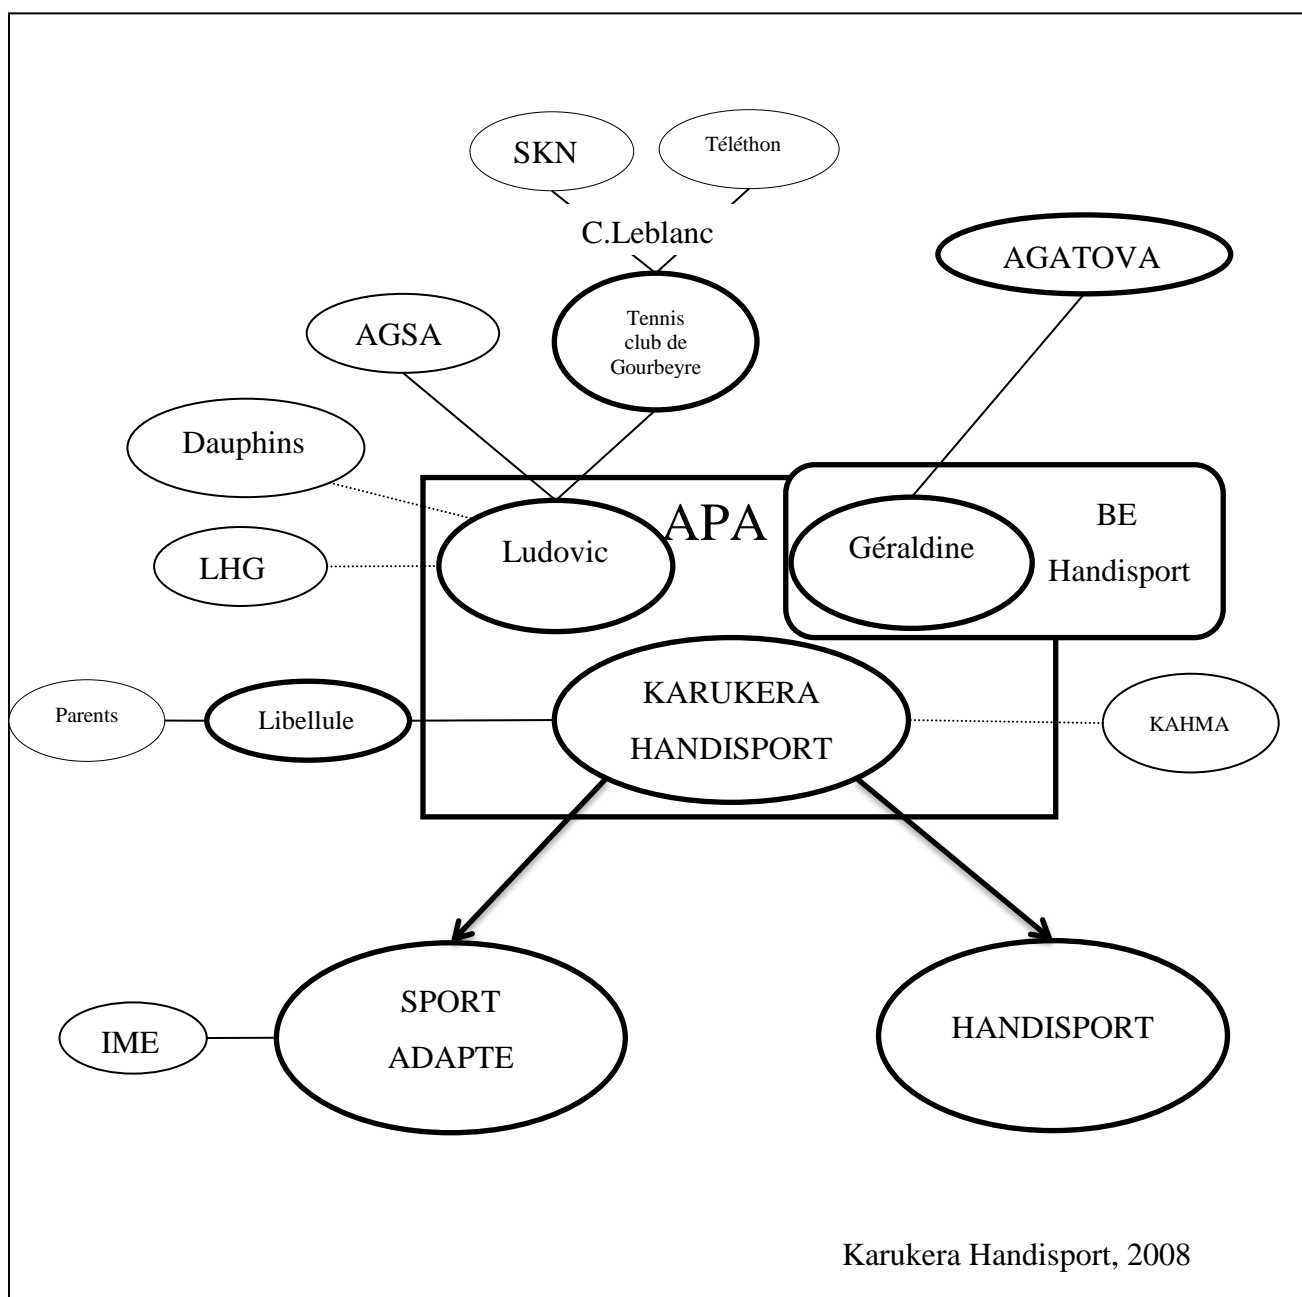 SKN
Téléthon
C.Leblanc
AGATOVA
Tennis
club de
Gourbeyre
AGSA
Dauphins
APA
BE
Handisport
Ludovic
Géraldine
LHG
KARUKERA
HANDISPORT
Parents
Libellule
KAHMA
SPORT
ADAPTE
HANDISPORT
IME
Karukera Handisport, 2008